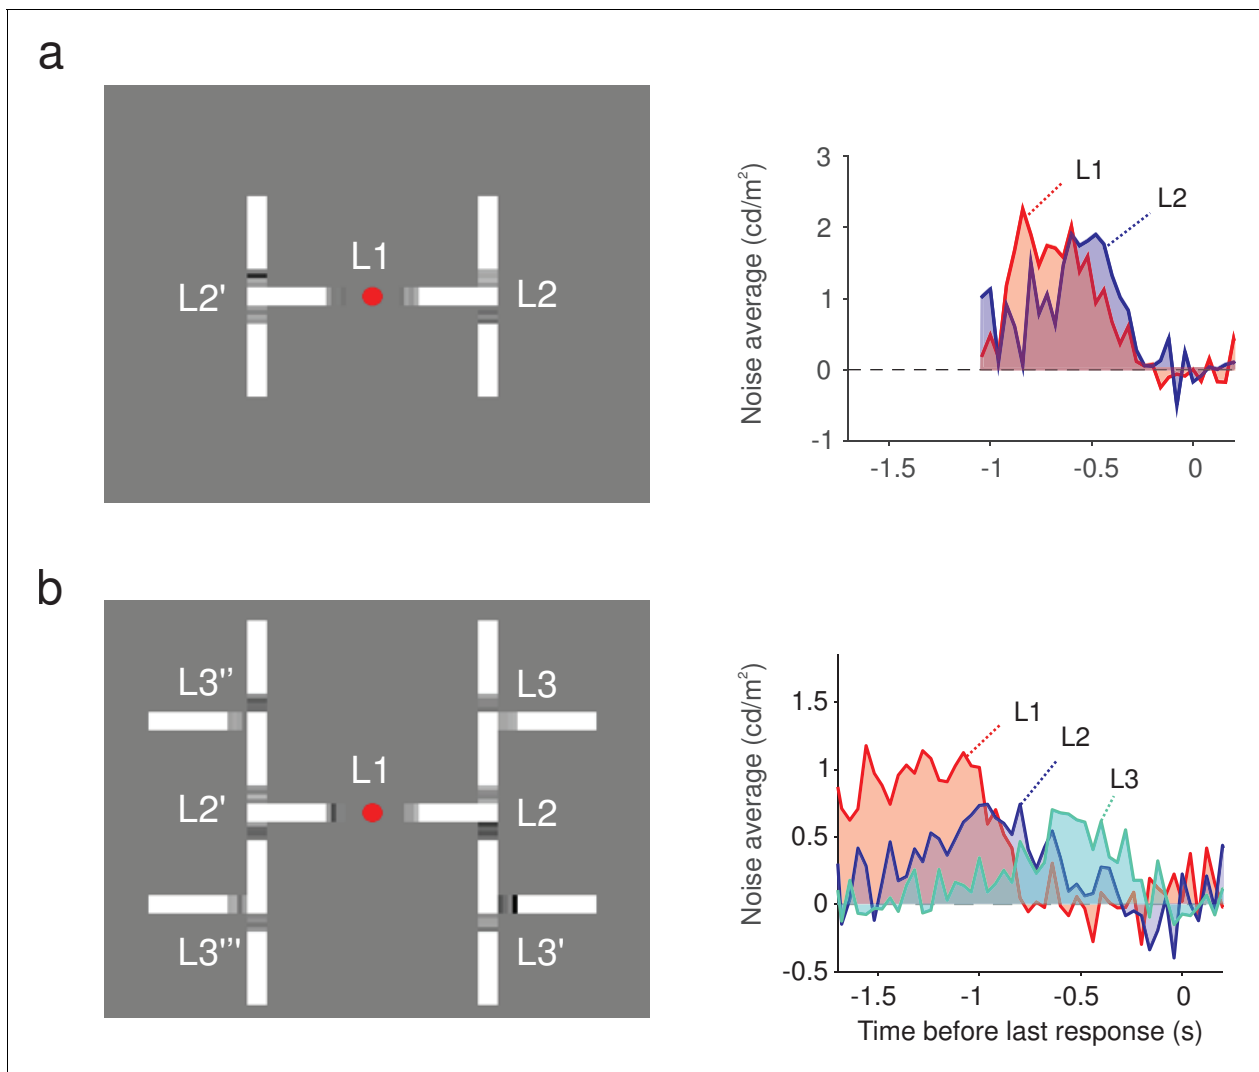 a
L1
L2'
L2
Noise average (cd/m²)
3
2
1
0
-1
L1
L2
-1.5
-1
-0.5
0
b
L3''
L3
L1
L2'
L2
L3'''
L3'
Noise average (cd/m²)
1.5
1
0.5
0
-0.5
L1
L2
L3
-1.5
-1
-0.5
0
Time before last response (s)